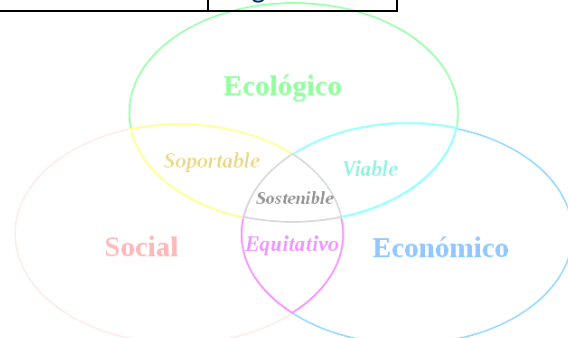 Ecológico
Soportable
Viable
Sostenible
Social
Equitativo
Económico